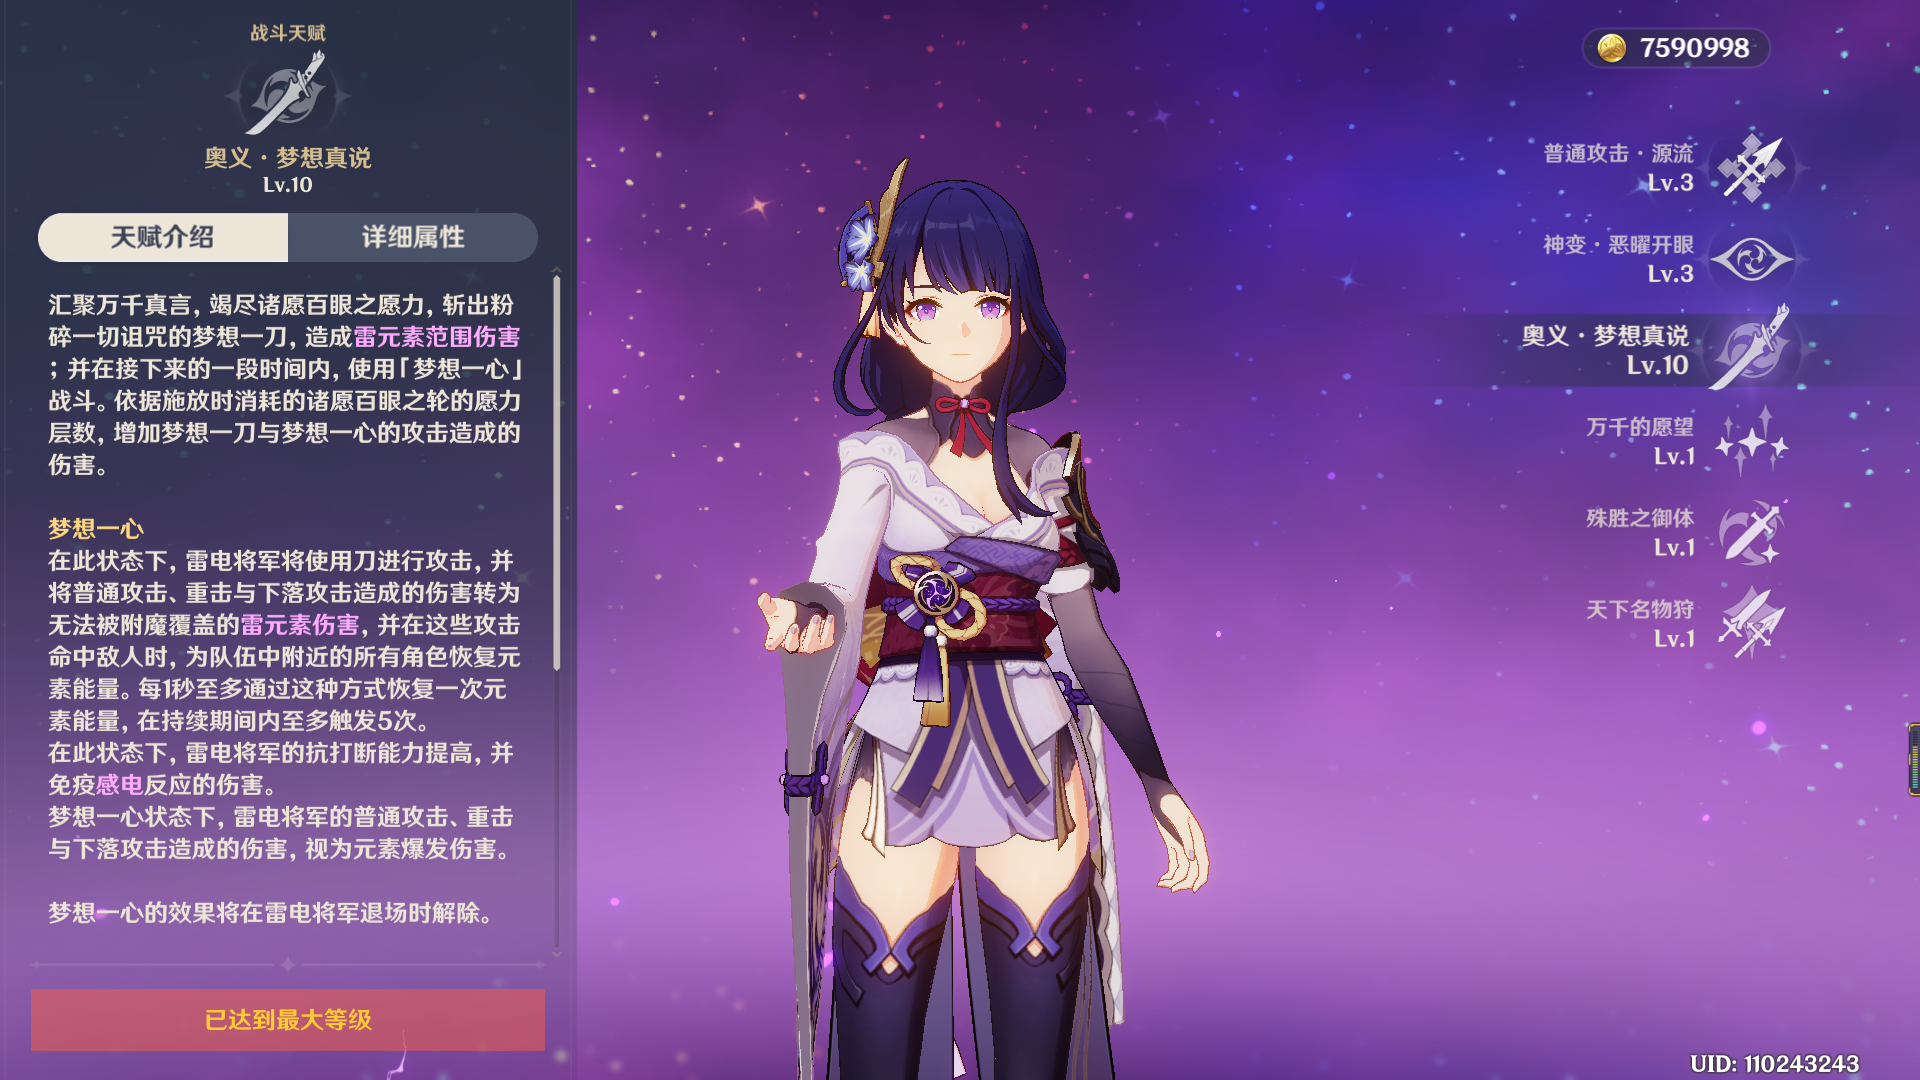 战斗天赋
奥义·梦想真说
Lv.10
天赋介绍
详细属性
汇聚万千真言，竭尽诸愿百眼之愿力，斩出粉
碎一切诅咒的梦想一刀，造成雷元素范围伤害
；并在接下来的一段时间内，使用「梦想一心」
战斗。依据施放时消耗的诸愿百眼之轮的愿力
层数，增加梦想一刀与梦想一心的攻击造成的
伤害。
梦想一心
在此状态下，雷电将军将使用刀进行攻击，并
将普通攻击、重击与下落攻击造成的伤害转为
无法被附魔覆盖的雷元素伤害，并在这些攻击
命中敌人时，为队伍中附近的所有角色恢复元
素能量。每1秒至多通过这种方式恢复一次元
素能量，在持续期间内至多触发5次。
在此状态下，雷电将军的抗打断能力提高，并
免疫感电反应的伤害。
梦想一心状态下，雷电将军的普通攻击、重击
与下落攻击造成的伤害，视为元素爆发伤害。
梦想一心的效果将在雷电将军退场时解除。
已达到最大等级
7590998
普通攻击·源流
Lv.3
神变·恶曜开眼
Lv.3
奥义·梦想真说
Lv.10
万千的愿望
Lv.1
殊胜之御体
Lv.1
天下名物狩
Lv.1
UID: 110243243